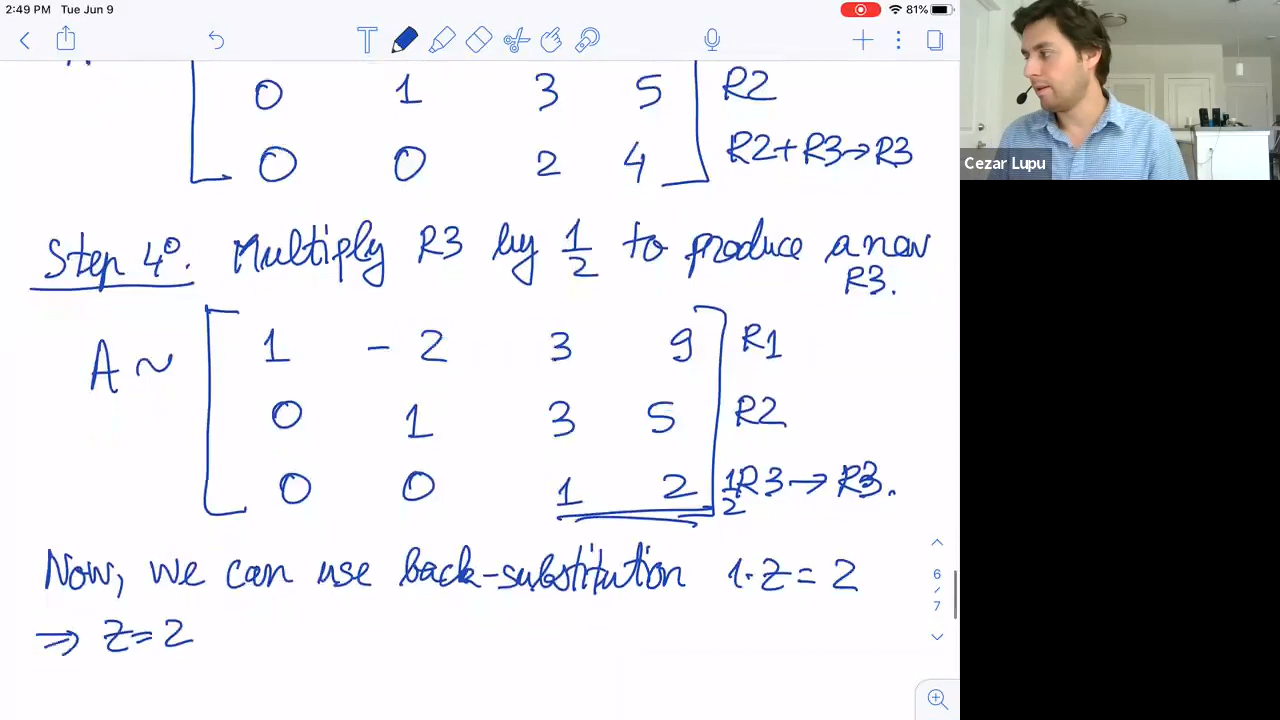 2:49 PM Tue Jun 9
81%
0 1 3 5 R2
0 0 2 4 R2+R3→R3
Step 4°. Multiply R3 by 1/2 to produce a new
R3.
A ~ 1 -2 3 9 R1
0 1 3 5 R2
0 0 1 2 1/2R3→R3.
Now, we can use back-substitution 1·z=2
⇒ z=2
6
/
7
Cezar Lupu